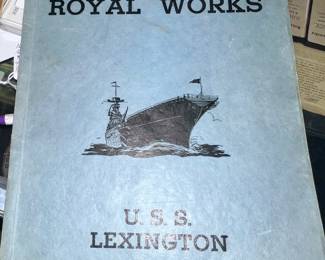 ROYAL WORKS
U. S. S.
LEXINGTON